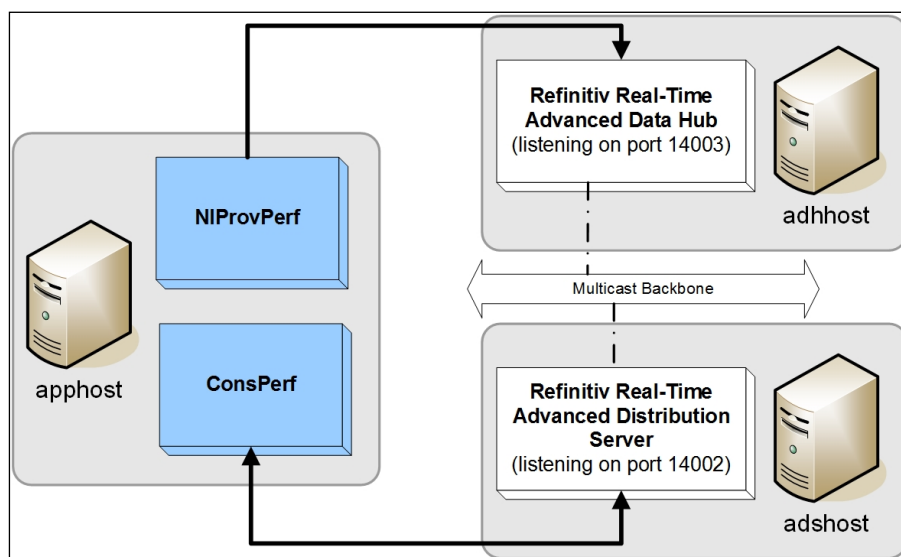 Refinitiv Real-Time
Advanced Data Hub
(listening on port 14003)
adhhost
NIProvPerf
ConsPerf
apphost
Multicast Backbone
Refinitiv Real-Time
Advanced Distribution
Server
(listening on port 14002)
adshost